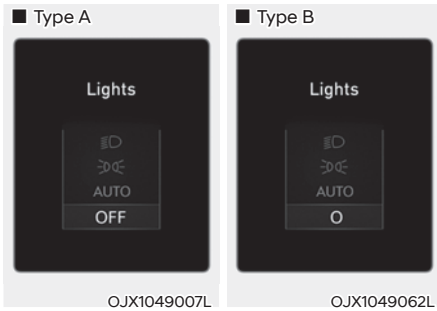 ■ Type A
Lights
AUTO
OFF
OJX1049007L
■ Type B
Lights
AUTO
O
OJX1049062L